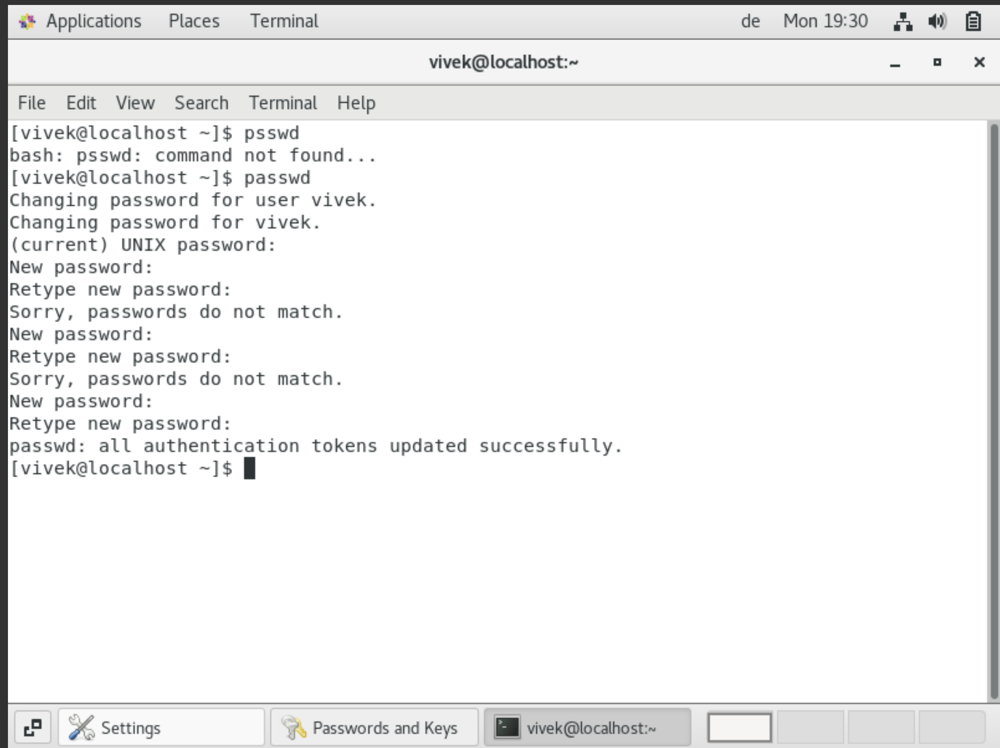 Applications Places Terminal de Mon 19:30
vivek@localhost:~
File Edit View Search Terminal Help
[vivek@localhost ~]$ psswd
bash: psswd: command not found...
[vivek@localhost ~]$ passwd
Changing password for user vivek.
Changing password for vivek.
(current) UNIX password:
New password:
Retype new password:
Sorry, passwords do not match.
New password:
Retype new password:
Sorry, passwords do not match.
New password:
Retype new password:
passwd: all authentication tokens updated successfully.
[vivek@localhost ~]$
Settings Passwords and Keys vivek@localhost:~